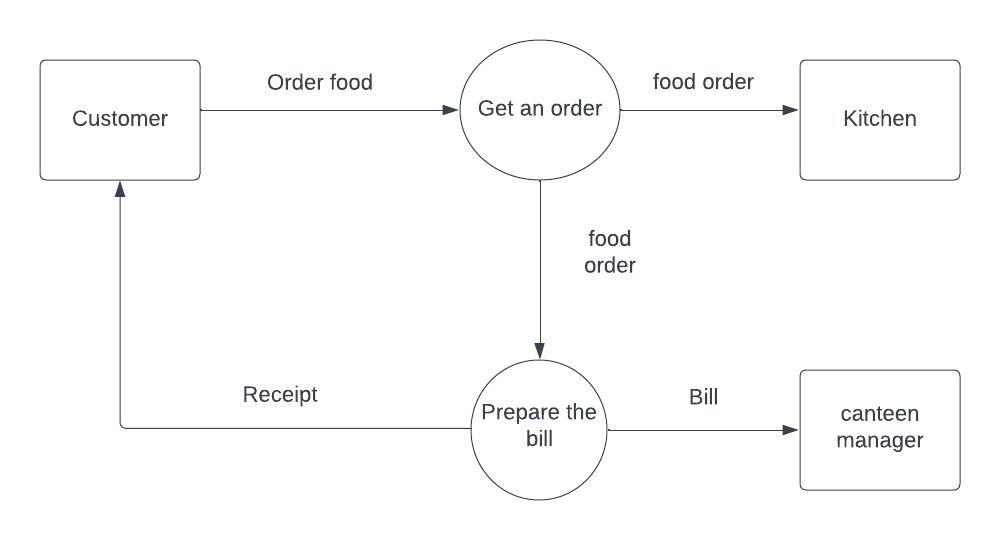 Order food
food order
Customer
Get an order
Kitchen
food
order
Receipt
Bill
Prepare the
bill
canteen
manager